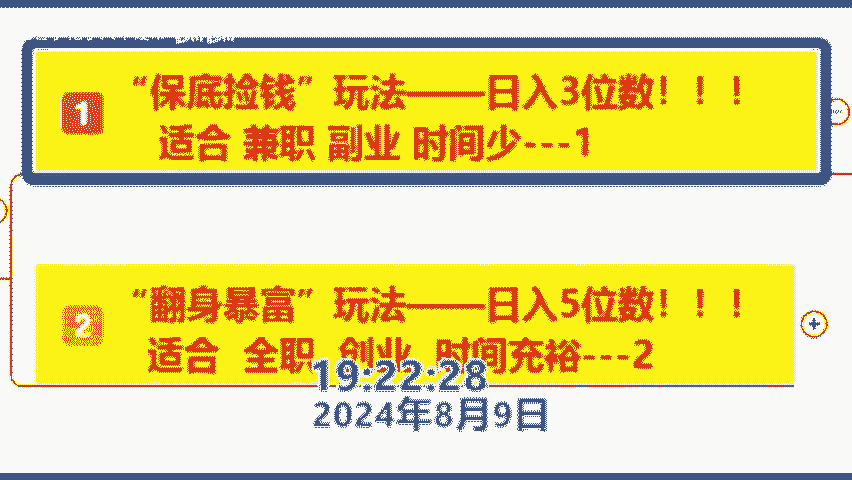 1
“保底捡钱”玩法——日入3位数！！！
适合 兼职 副业 时间少---1
2
“翻身暴富”玩法——日入5位数！！！
适合 全职 创业 时间充裕---2
19:22:28
2024年8月9日